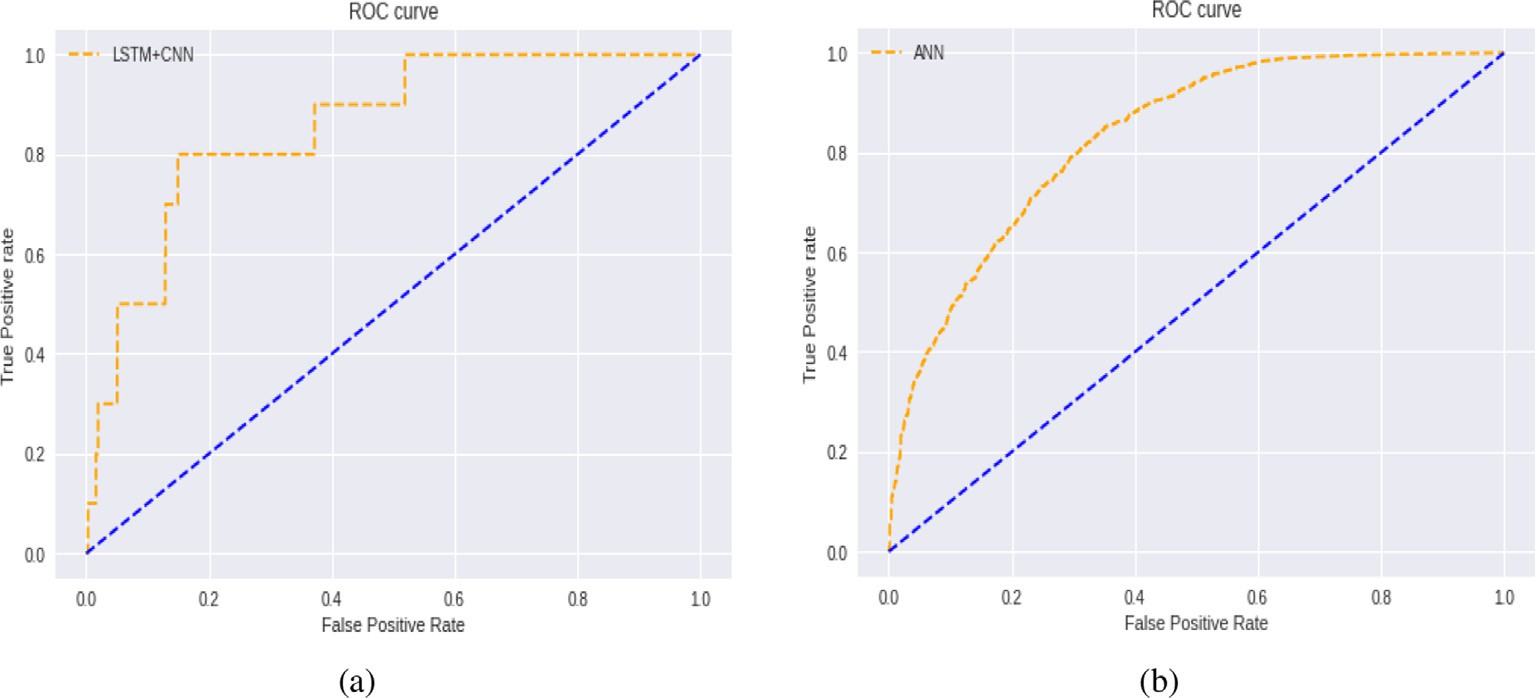 ROC curve
LSTM+CNN
1.0
0.8
0.6
0.4
0.2
0.0
True Positive rate
0.0 0.2 0.4 0.6 0.8 1.0
False Positive Rate
(a)
ROC curve
ANN
1.0
0.8
0.6
0.4
0.2
0.0
True Positive rate
0.0 0.2 0.4 0.6 0.8 1.0
False Positive Rate
(b)